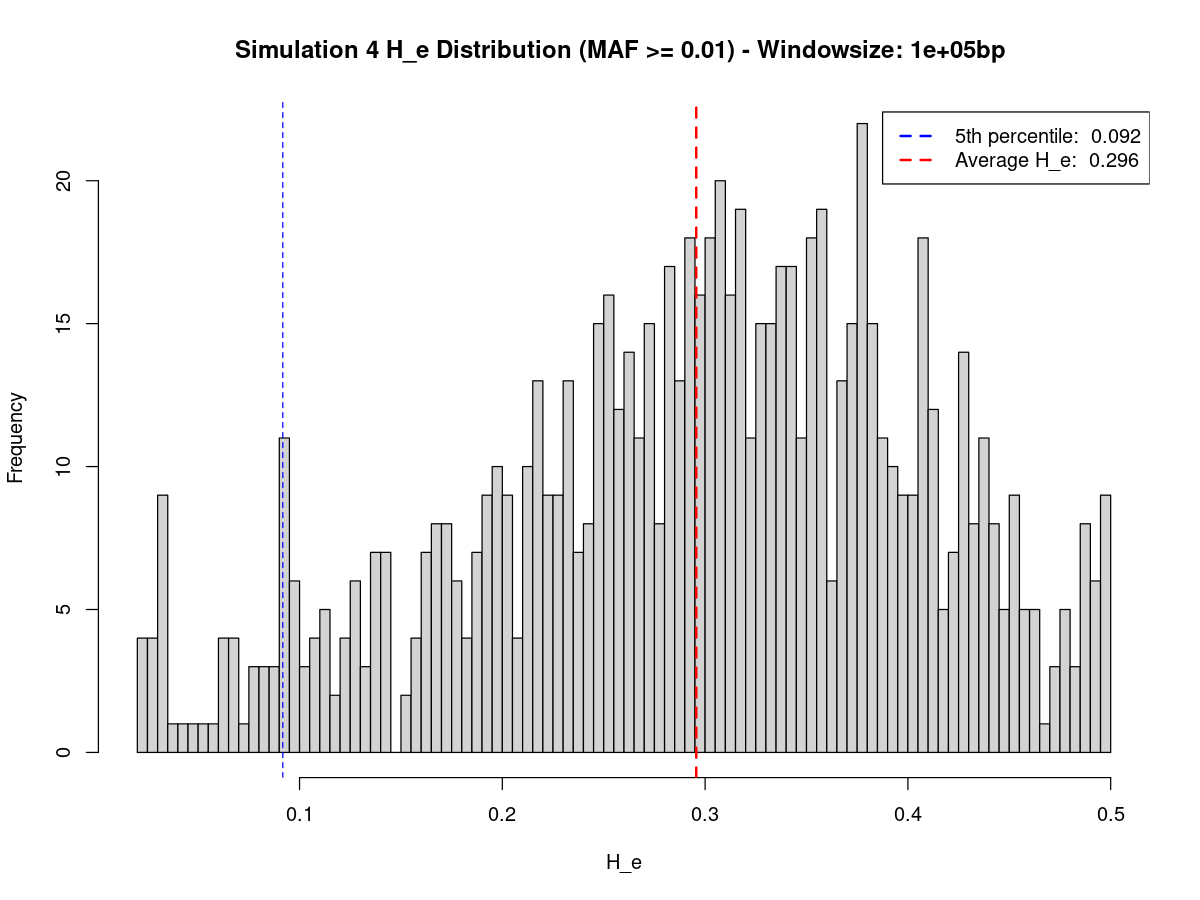 Simulation 4 H_e Distribution (MAF >= 0.01) - Windowsize: 1e+05bp
5th percentile:  0.092
Average H_e:  0.296
Frequency
20
15
10
5
0
0.1 0.2 0.3 0.4 0.5
H_e